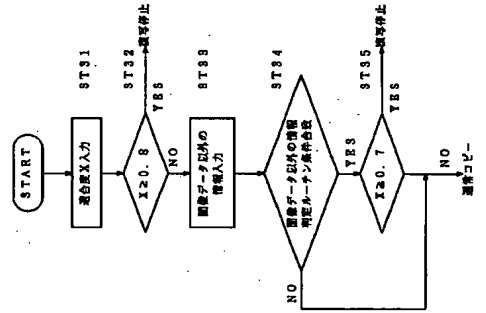 START
ST31
適合度X入力
ST32
X≧0.8
YES
複写停止
NO
ST33
画像データ以外の
情報入力
ST34
画像データ以外の情報
判定ルーチン条件合致
NO
YES
ST35
X≧0.7
YES
複写停止
NO
通常コピー